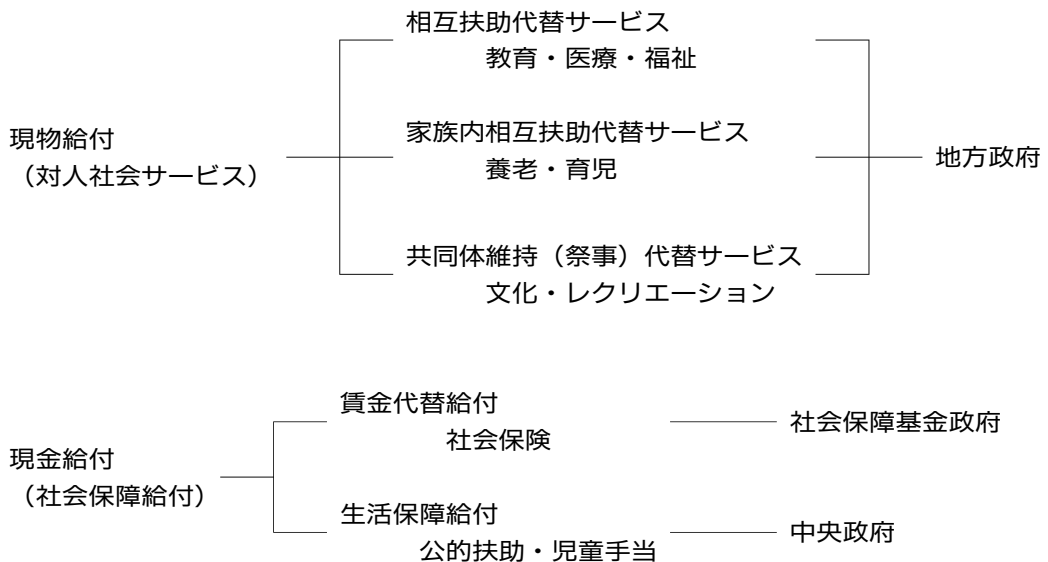 相互扶助代替サービス
教育・医療・福祉
現物給付
（対人社会サービス）
家族内相互扶助代替サービス
養老・育児
地方政府
共同体維持（祭事）代替サービス
文化・レクリエーション
賃金代替給付
社会保険
社会保障基金政府
現金給付
（社会保障給付）
生活保障給付
公的扶助・児童手当
中央政府